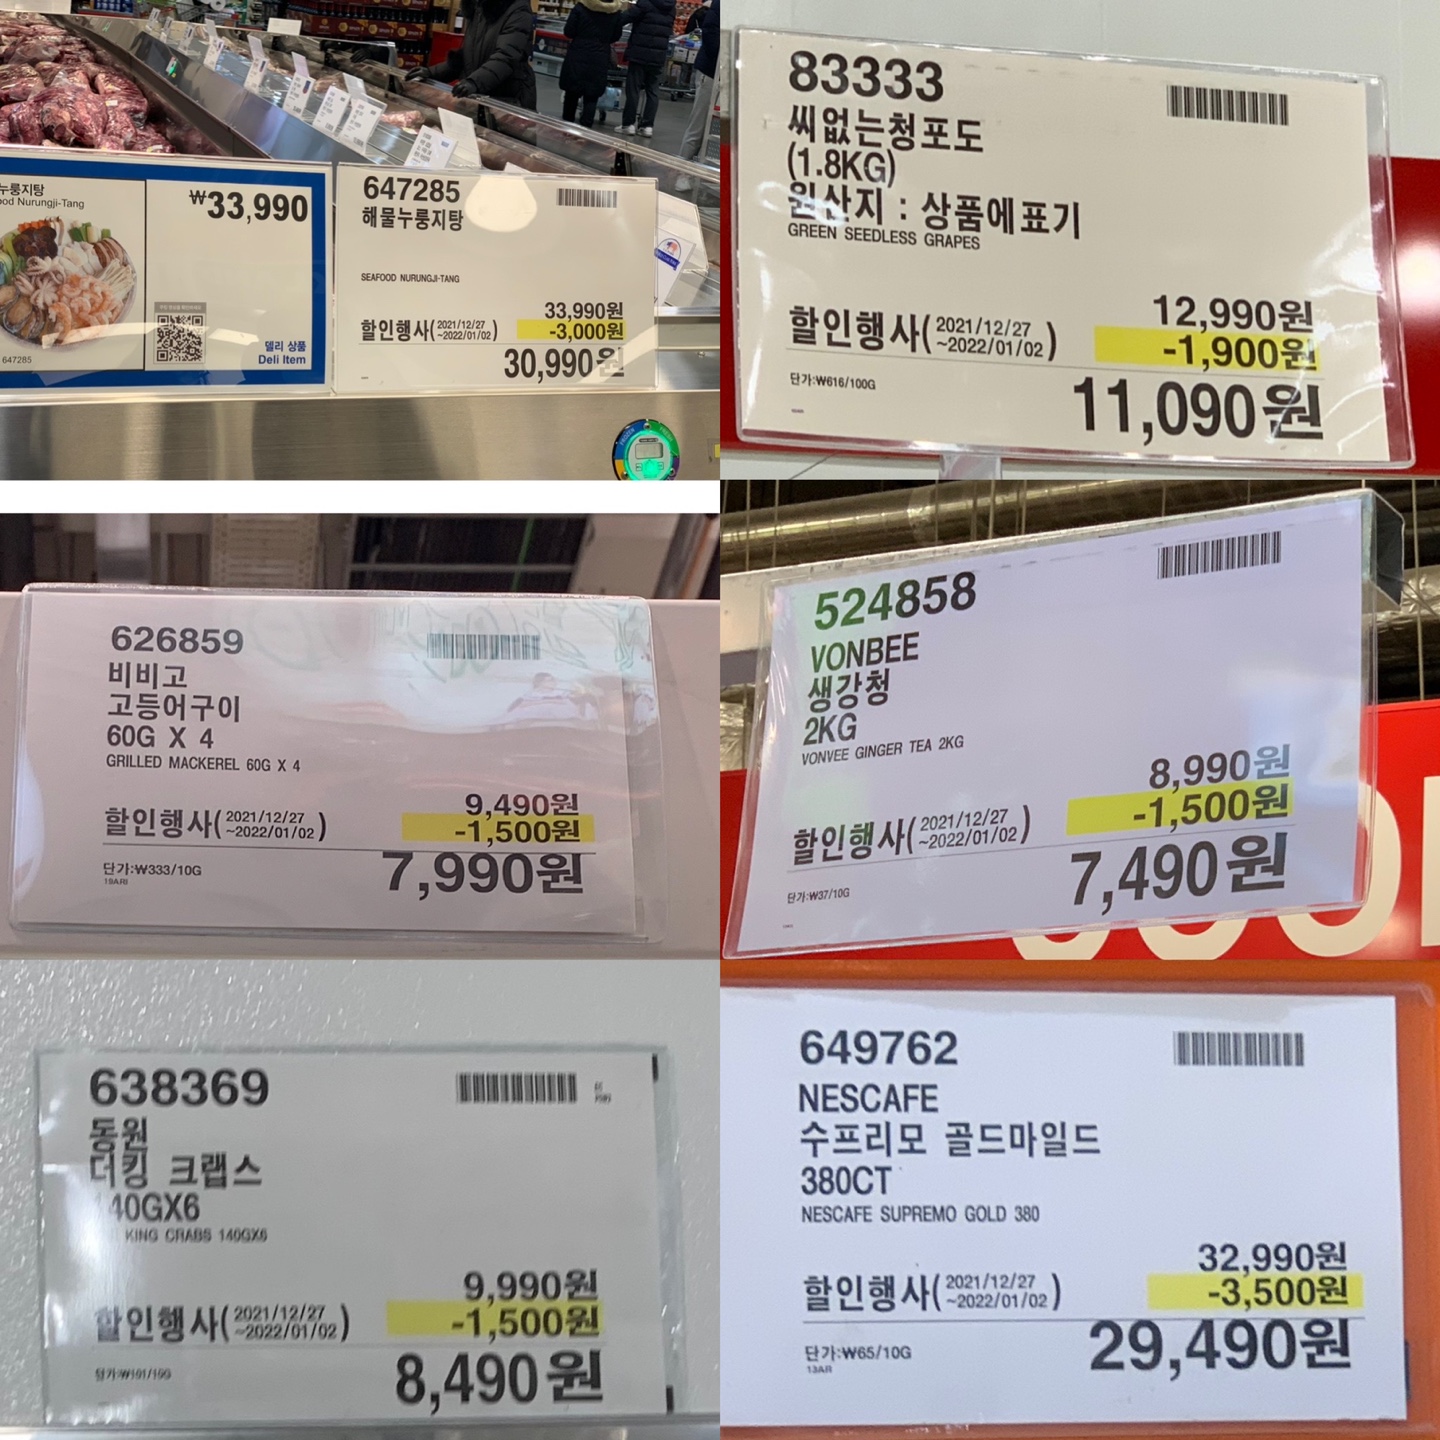 누룽지탕
ood Nurungji-Tang
₩33,990
647285
델리 상품
Deli Item
647285
해물누룽지탕
SEAFOOD NURUNGJI-TANG
33,990원
할인행사(2021/12/27
~2022/01/02)
-3,000원
30,990원
83333
씨없는청포도
(1.8KG)
원산지 : 상품에표기
GREEN SEEDLESS GRAPES
12,990원
할인행사(2021/12/27
~2022/01/02)
-1,900원
단가:₩616/100G
11,090원
626859
비비고
고등어구이
60G X 4
GRILLED MACKEREL 60G X 4
9,490원
할인행사(2021/12/27
~2022/01/02)
-1,500원
단가:₩333/10G
19ARI
7,990원
524858
VONBEE
생강청
2KG
VONVEE GINGER TEA 2KG
8,990원
할인행사(2021/12/27
~2022/01/02)
-1,500원
단가:₩37/10G
7,490원
638369
동원
더킹 크랩스
140GX6
KING CRABS 140GX6
9,990원
할인행사(2021/12/27
~2022/01/02)
-1,500원
단가:₩101/10G
8,490원
649762
NESCAFE
수프리모 골드마일드
380CT
NESCAFE SUPREMO GOLD 380
32,990원
할인행사(2021/12/27
~2022/01/02)
-3,500원
단가:₩65/10G
13AR
29,490원